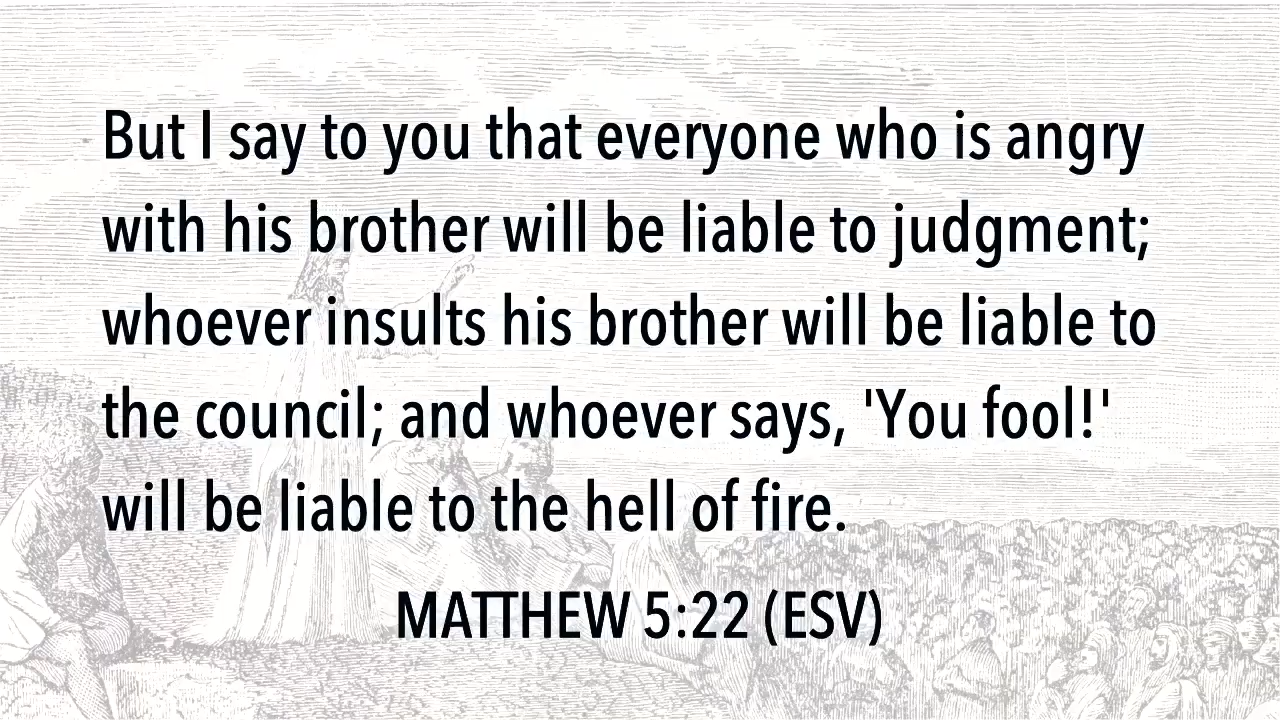 But I say to you that everyone who is angry
with his brother will be liable to judgment;
whoever insults his brother will be liable to
the council; and whoever says, 'You fool!'
will be liable to the hell of fire.
MATTHEW 5:22 (ESV)